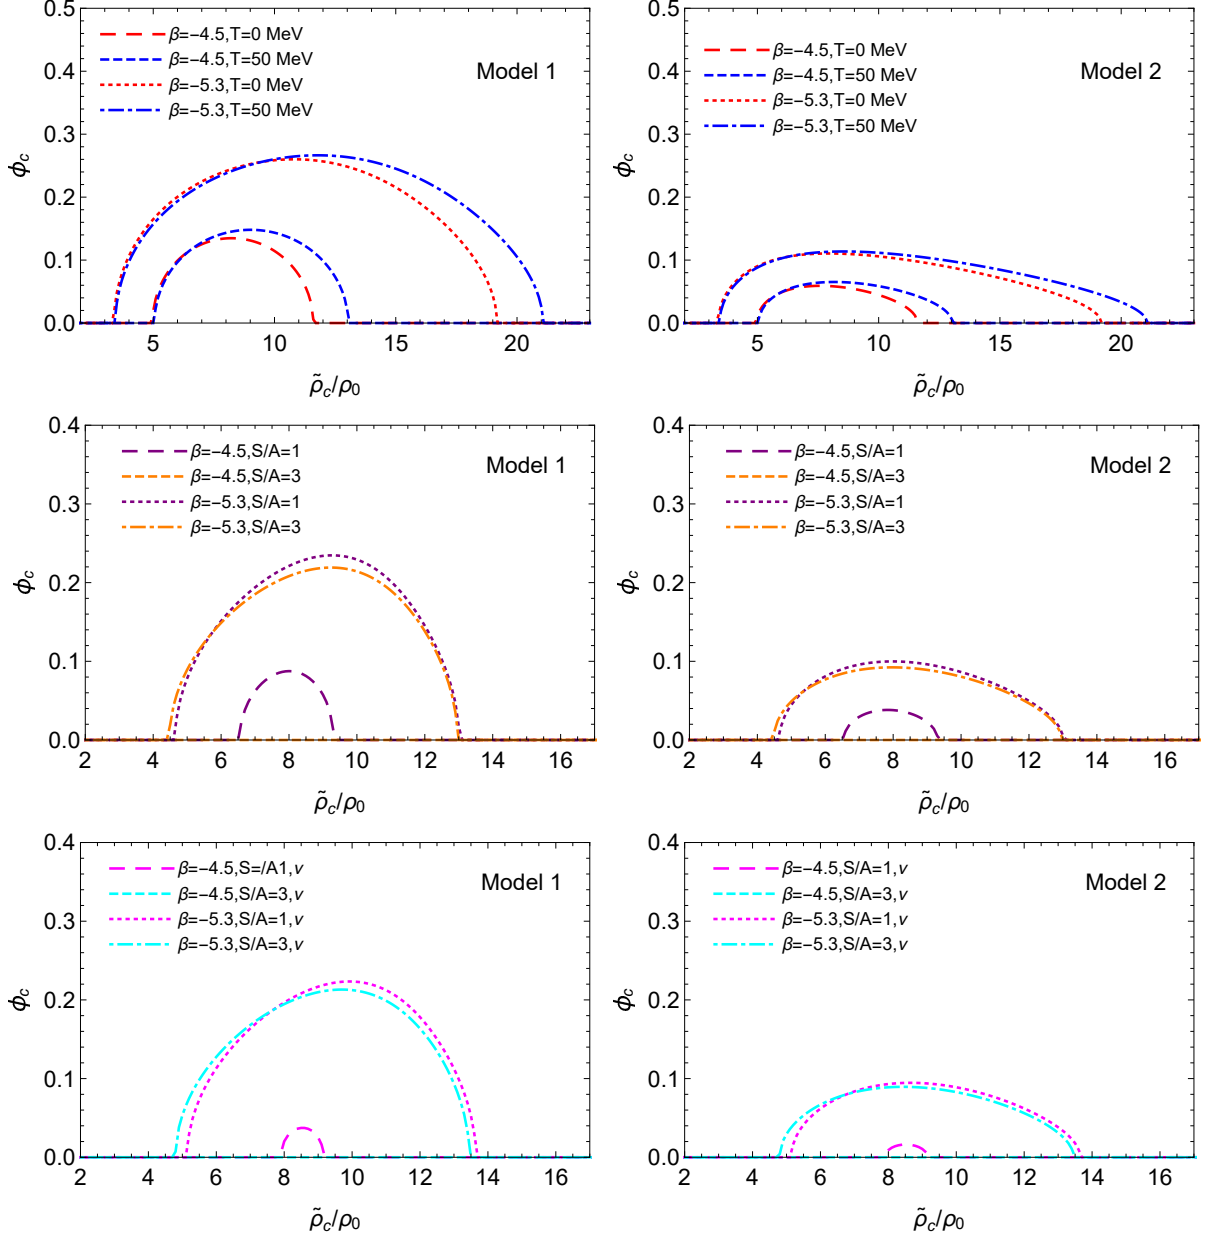 β=−4.5,T=0 MeV
β=−4.5,T=50 MeV
β=−5.3,T=0 MeV
β=−5.3,T=50 MeV
Model 1
0.5
0.4
0.3
0.2
0.1
0.0
ϕc
5 10 15 20
ρ̃c/ρ0
β=−4.5,T=0 MeV
β=−4.5,T=50 MeV
β=−5.3,T=0 MeV
β=−5.3,T=50 MeV
Model 2
0.5
0.4
0.3
0.2
0.1
0.0
ϕc
5 10 15 20
ρ̃c/ρ0
β=−4.5,S/A=1
β=−4.5,S/A=3
β=−5.3,S/A=1
β=−5.3,S/A=3
Model 1
0.4
0.3
0.2
0.1
0.0
ϕc
2 4 6 8 10 12 14 16
ρ̃c/ρ0
β=−4.5,S/A=1
β=−4.5,S/A=3
β=−5.3,S/A=1
β=−5.3,S/A=3
Model 2
0.4
0.3
0.2
0.1
0.0
ϕc
2 4 6 8 10 12 14 16
ρ̃c/ρ0
β=−4.5,S=/A1,ν
β=−4.5,S/A=3,ν
β=−5.3,S/A=1,ν
β=−5.3,S/A=3,ν
Model 1
0.4
0.3
0.2
0.1
0.0
ϕc
2 4 6 8 10 12 14 16
ρ̃c/ρ0
β=−4.5,S=/A1,ν
β=−4.5,S/A=3,ν
β=−5.3,S/A=1,ν
β=−5.3,S/A=3,ν
Model 2
0.4
0.3
0.2
0.1
0.0
ϕc
2 4 6 8 10 12 14 16
ρ̃c/ρ0